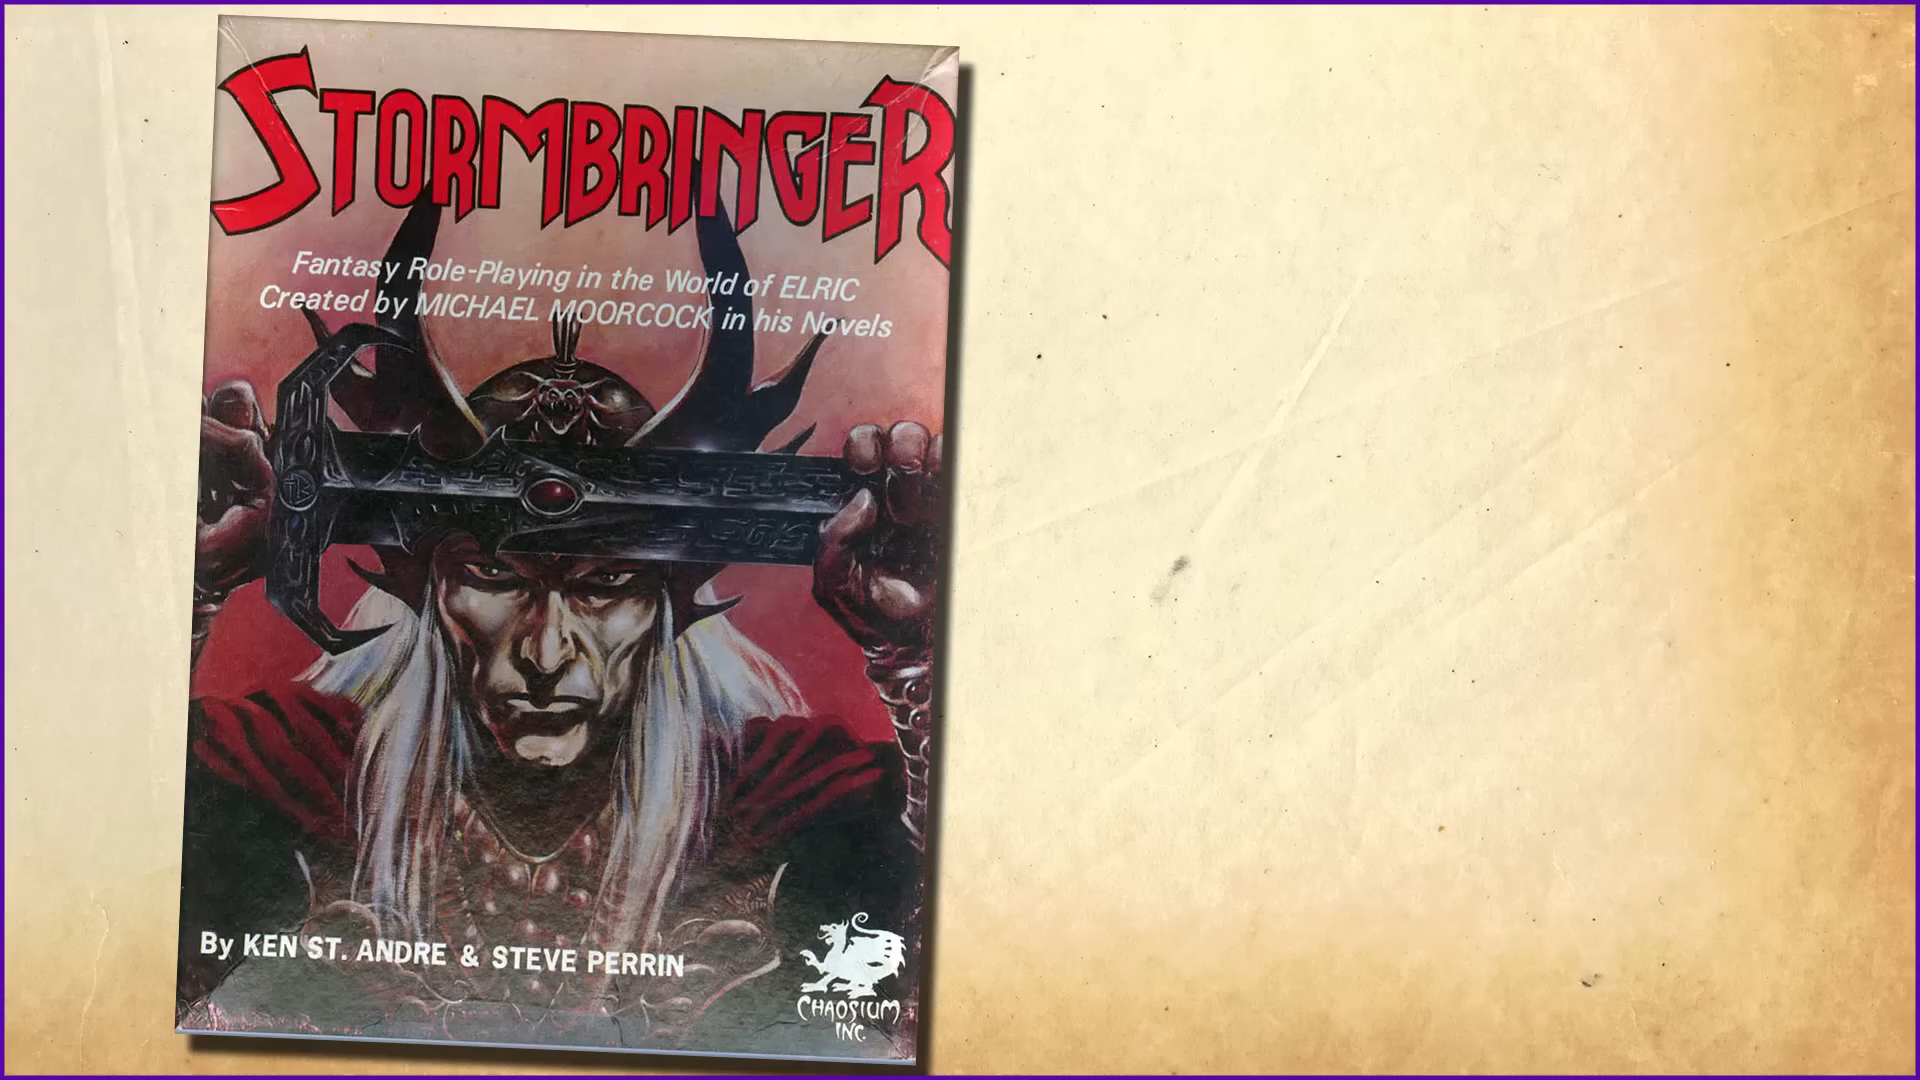 STORMBRINGER
Fantasy Role-Playing in the World of ELRIC
Created by MICHAEL MOORCOCK in his Novels
By KEN ST. ANDRE & STEVE PERRIN
CHAOSIUM
INC.